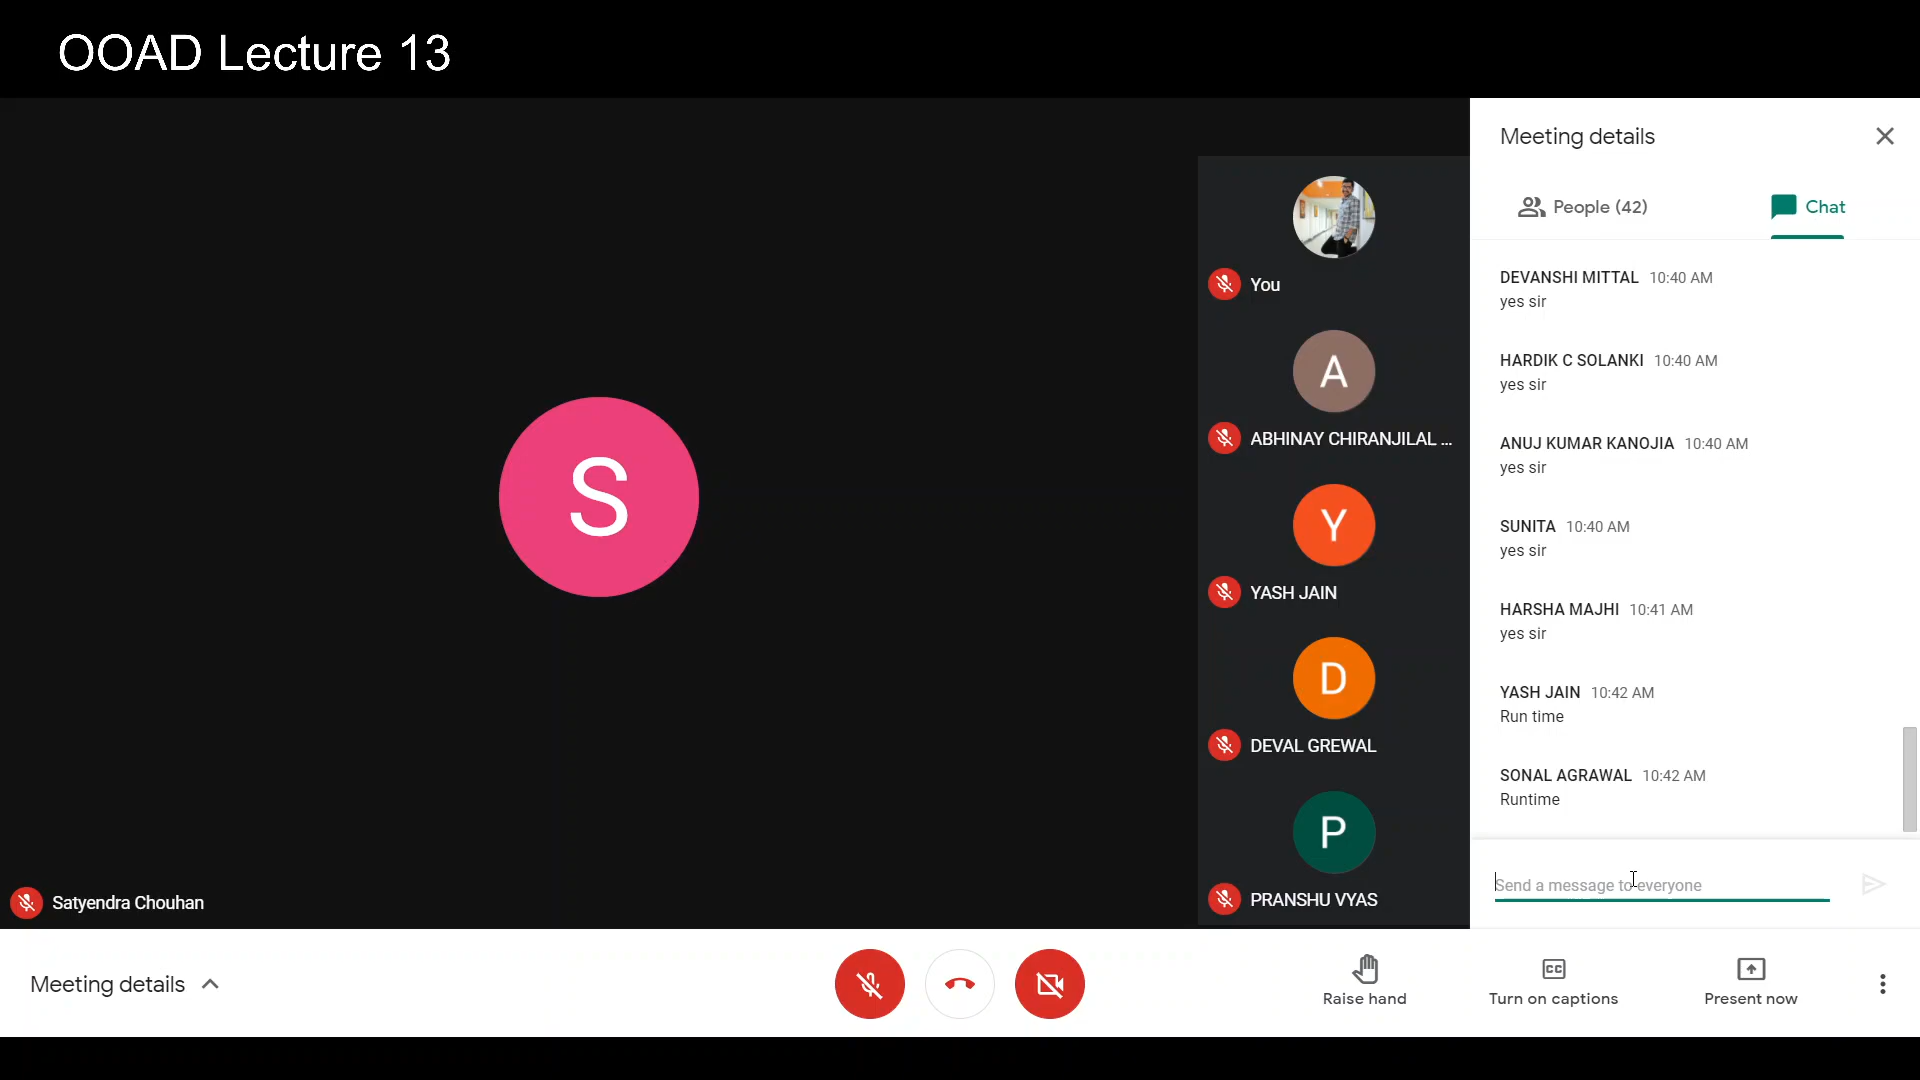 OOAD Lecture 13
S
Satyendra Chouhan
You
A
ABHINAY CHIRANJILAL ...
Y
YASH JAIN
D
DEVAL GREWAL
P
PRANSHU VYAS
Meeting details
People (42)
Chat
DEVANSHI MITTAL 10:40 AM
yes sir
HARDIK C SOLANKI 10:40 AM
yes sir
ANUJ KUMAR KANOJIA 10:40 AM
yes sir
SUNITA 10:40 AM
yes sir
HARSHA MAJHI 10:41 AM
yes sir
YASH JAIN 10:42 AM
Run time
SONAL AGRAWAL 10:42 AM
Runtime
Send a message to everyone
Meeting details
Raise hand
CC
Turn on captions
Present now